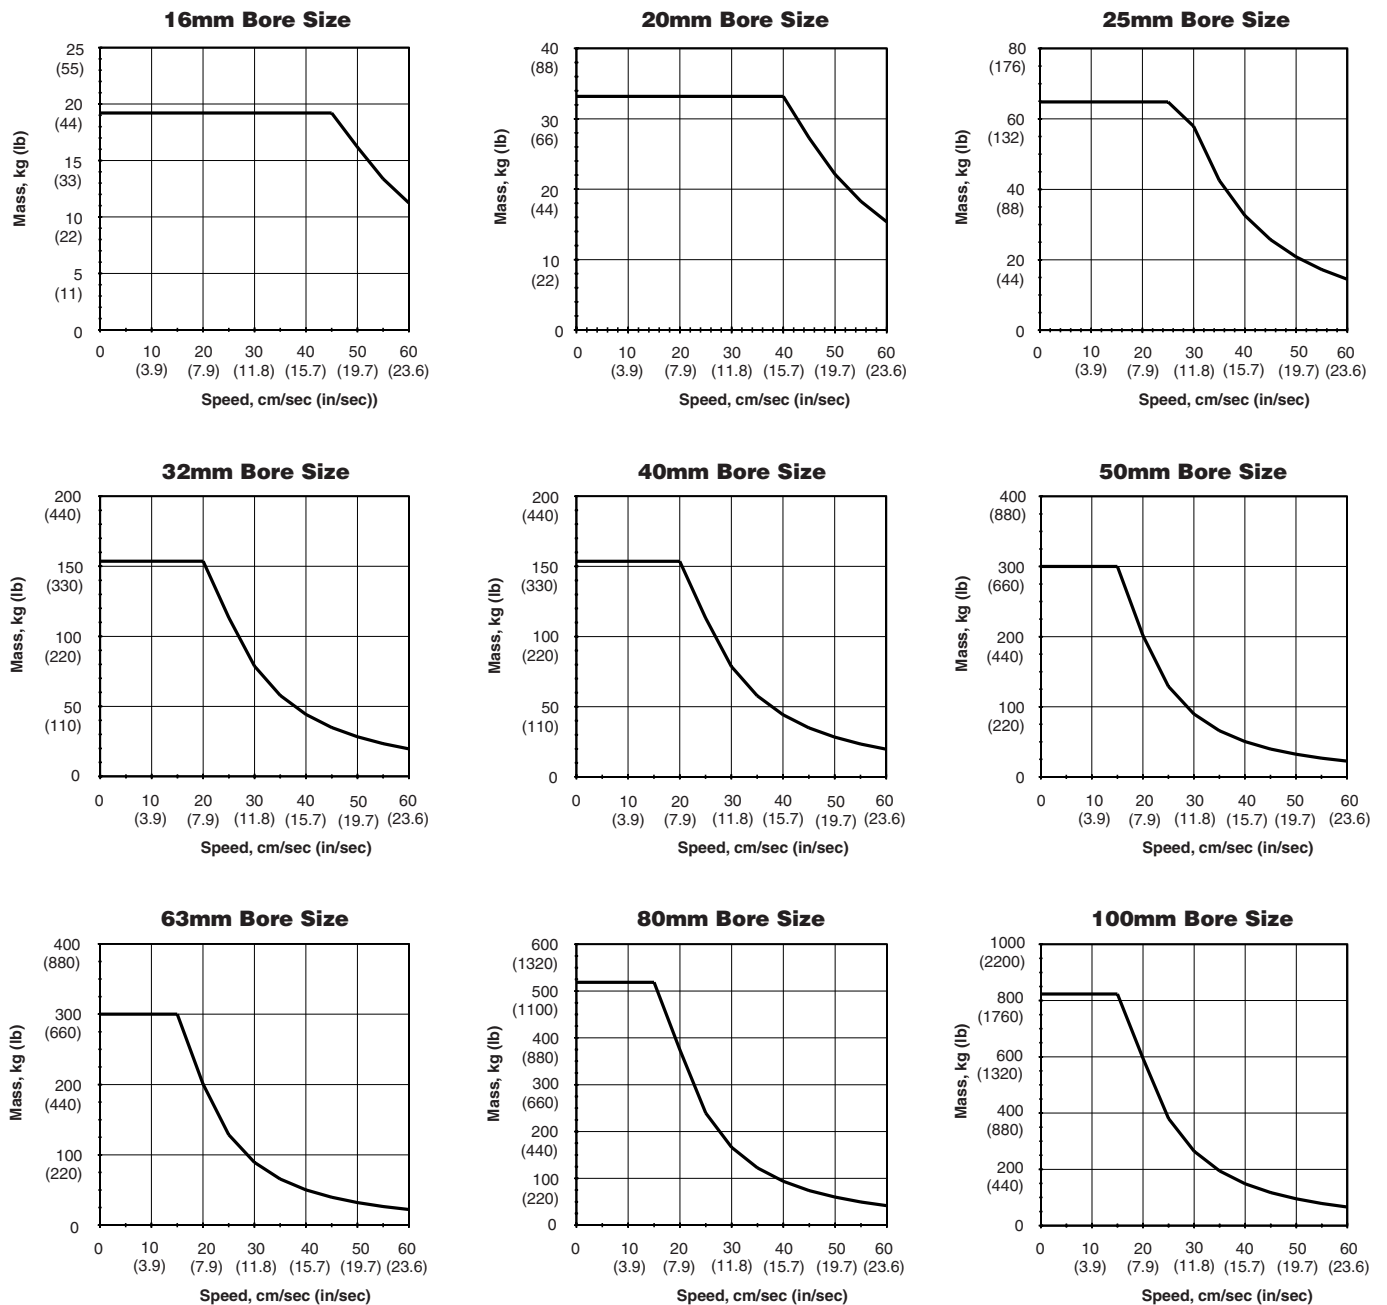 16mm Bore Size
25
(55)
20
(44)
15
(33)
10
(22)
5
(11)
0
Mass, kg (lb)
0 10 20 30 40 50 60
(3.9) (7.9) (11.8) (15.7) (19.7) (23.6)
Speed, cm/sec (in/sec))
20mm Bore Size
40
(88)
30
(66)
20
(44)
10
(22)
0
Mass, kg (lb)
0 10 20 30 40 50 60
(3.9) (7.9) (11.8) (15.7) (19.7) (23.6)
Speed, cm/sec (in/sec)
25mm Bore Size
80
(176)
60
(132)
40
(88)
20
(44)
0
Mass, kg (lb)
0 10 20 30 40 50 60
(3.9) (7.9) (11.8) (15.7) (19.7) (23.6)
Speed, cm/sec (in/sec)
32mm Bore Size
200
(440)
150
(330)
100
(220)
50
(110)
0
Mass, kg (lb)
0 10 20 30 40 50 60
(3.9) (7.9) (11.8) (15.7) (19.7) (23.6)
Speed, cm/sec (in/sec)
40mm Bore Size
200
(440)
150
(330)
100
(220)
50
(110)
0
Mass, kg (lb)
0 10 20 30 40 50 60
(3.9) (7.9) (11.8) (15.7) (19.7) (23.6)
Speed, cm/sec (in/sec)
50mm Bore Size
400
(880)
300
(660)
200
(440)
100
(220)
0
Mass, kg (lb)
0 10 20 30 40 50 60
(3.9) (7.9) (11.8) (15.7) (19.7) (23.6)
Speed, cm/sec (in/sec)
63mm Bore Size
400
(880)
300
(660)
200
(440)
100
(220)
0
Mass, kg (lb)
0 10 20 30 40 50 60
(3.9) (7.9) (11.8) (15.7) (19.7) (23.6)
Speed, cm/sec (in/sec)
80mm Bore Size
600
(1320)
500
(1100)
400
(880)
300
(660)
200
(440)
100
(220)
0
Mass, kg (lb)
0 10 20 30 40 50 60
(3.9) (7.9) (11.8) (15.7) (19.7) (23.6)
Speed, cm/sec (in/sec)
100mm Bore Size
1000
(2200)
800
(1760)
600
(1320)
400
(880)
200
(440)
0
Mass, kg (lb)
0 10 20 30 40 50 60
(3.9) (7.9) (11.8) (15.7) (19.7) (23.6)
Speed, cm/sec (in/sec)